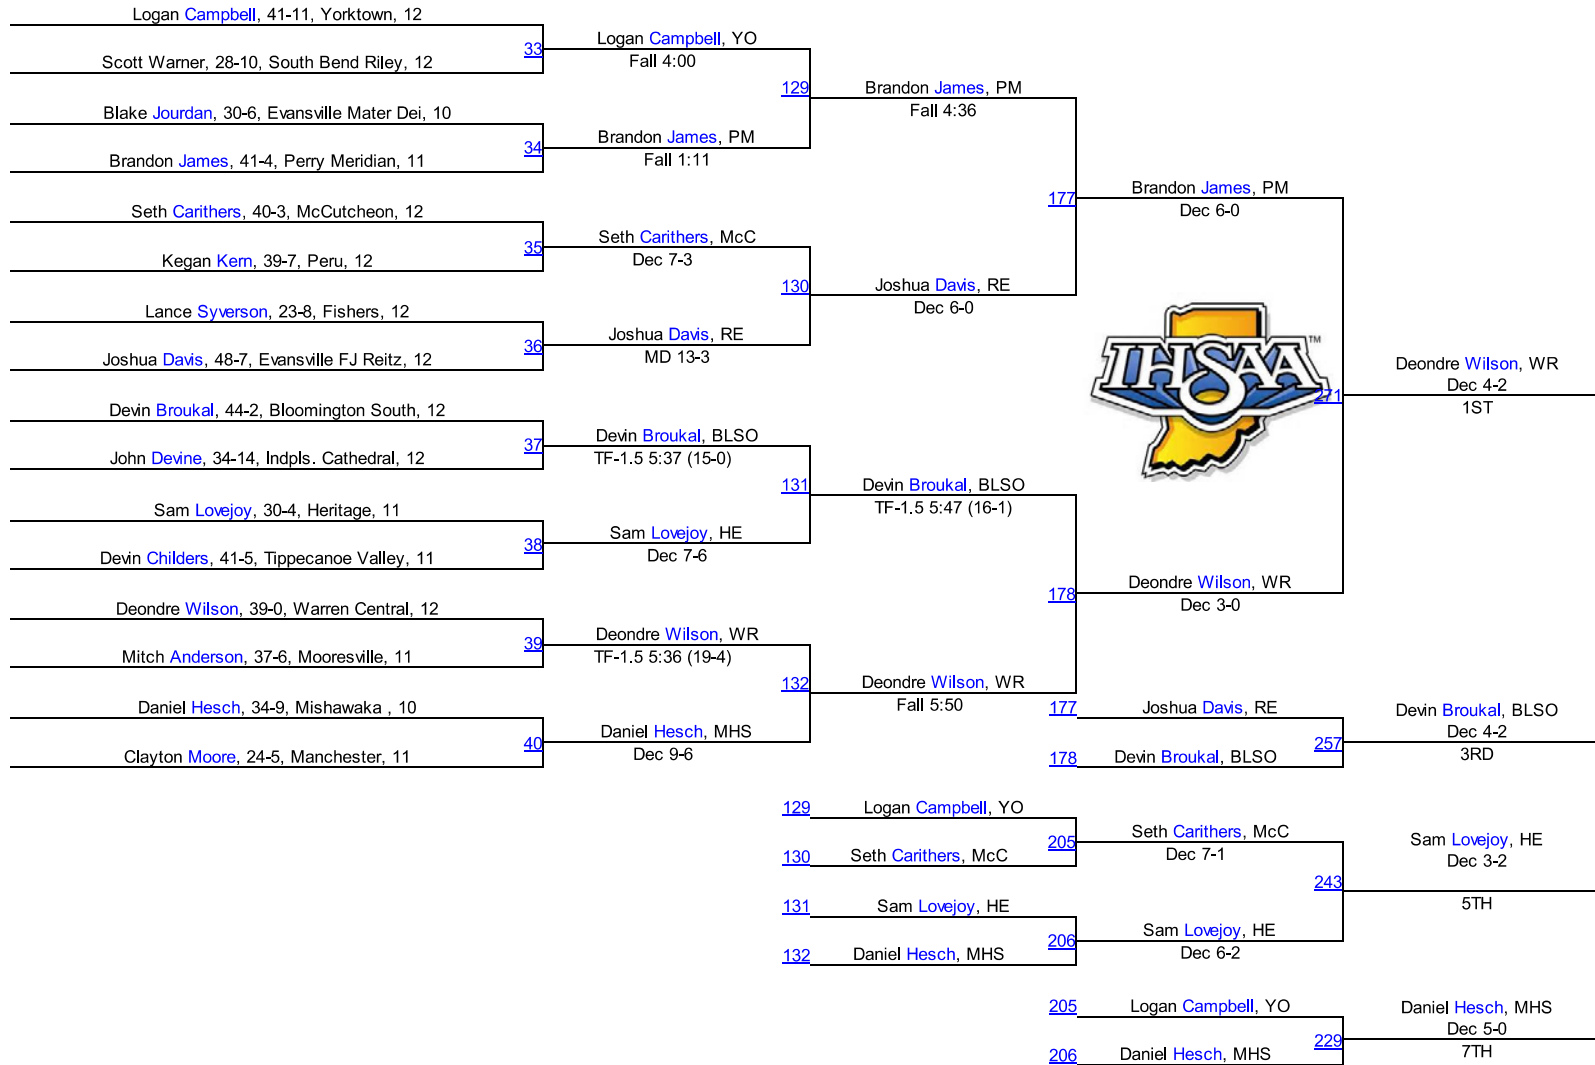 Logan Campbell, 41-11, Yorktown, 12
33
Scott Warner, 28-10, South Bend Riley, 12
Logan Campbell, YO
Fall 4:00
129
Blake Jourdan, 30-6, Evansville Mater Dei, 10
34
Brandon James, 41-4, Perry Meridian, 11
Brandon James, PM
Fall 1:11
Brandon James, PM
Fall 4:36
177
Seth Carithers, 40-3, McCutcheon, 12
35
Kegan Kern, 39-7, Peru, 12
Seth Carithers, McC
Dec 7-3
130
Lance Syverson, 23-8, Fishers, 12
36
Joshua Davis, 48-7, Evansville FJ Reitz, 12
Joshua Davis, RE
MD 13-3
Joshua Davis, RE
Dec 6-0
Brandon James, PM
Dec 6-0
IHSAA
TM
271
Deondre Wilson, WR
Dec 4-2
1ST
Devin Broukal, 44-2, Bloomington South, 12
37
John Devine, 34-14, Indpls. Cathedral, 12
Devin Broukal, BLSO
TF-1.5 5:37 (15-0)
131
Sam Lovejoy, 30-4, Heritage, 11
38
Devin Childers, 41-5, Tippecanoe Valley, 11
Sam Lovejoy, HE
Dec 7-6
Devin Broukal, BLSO
TF-1.5 5:47 (16-1)
178
Deondre Wilson, WR
Dec 3-0
Deondre Wilson, 39-0, Warren Central, 12
39
Mitch Anderson, 37-6, Mooresville, 11
Deondre Wilson, WR
TF-1.5 5:36 (19-4)
132
Daniel Hesch, 34-9, Mishawaka , 10
40
Clayton Moore, 24-5, Manchester, 11
Daniel Hesch, MHS
Dec 9-6
Deondre Wilson, WR
Fall 5:50
177
Joshua Davis, RE
257
178
Devin Broukal, BLSO
Devin Broukal, BLSO
Dec 4-2
3RD
129
Logan Campbell, YO
205
130
Seth Carithers, McC
Seth Carithers, McC
Dec 7-1
243
131
Sam Lovejoy, HE
206
132
Daniel Hesch, MHS
Sam Lovejoy, HE
Dec 6-2
Sam Lovejoy, HE
Dec 3-2
5TH
205
Logan Campbell, YO
229
206
Daniel Hesch, MHS
Daniel Hesch, MHS
Dec 5-0
7TH